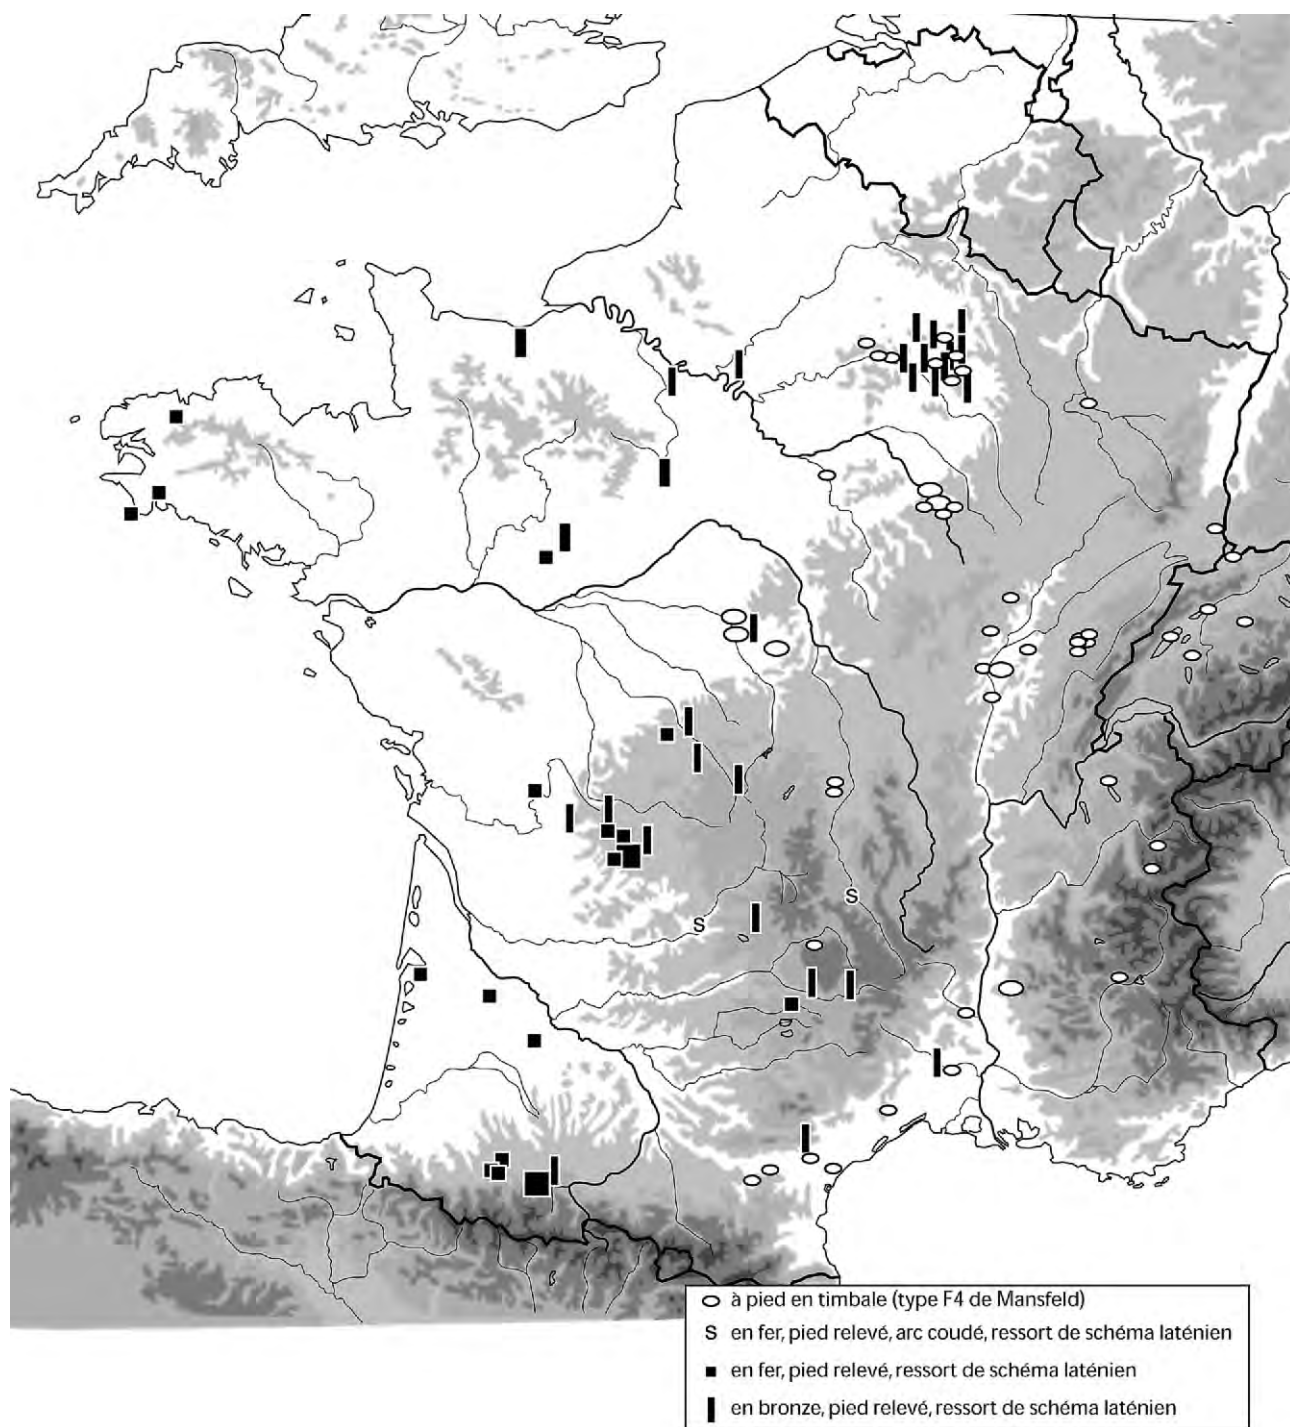 S
S
à pied en timbale (type F4 de Mansfeld)
S en fer, pied relevé, arc coudé, ressort de schéma laténien
en fer, pied relevé, ressort de schéma laténien
en bronze, pied relevé, ressort de schéma laténien